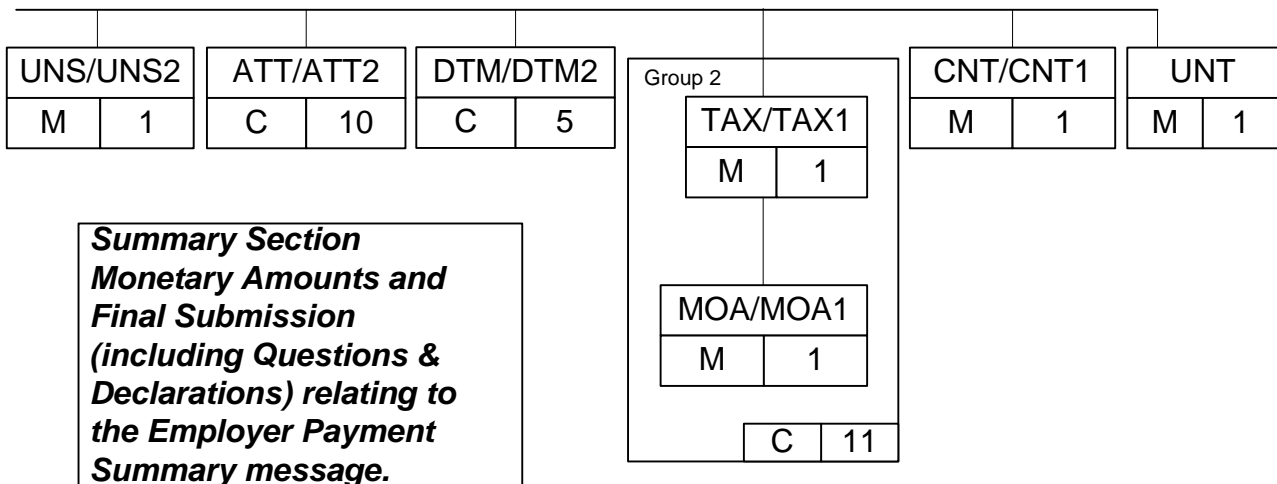 UNS/UNS2
M 1
ATT/ATT2
C 10
DTM/DTM2
C 5
Group 2
TAX/TAX1
M 1
MOA/MOA1
M 1
C 11
CNT/CNT1
M 1
UNT
M 1
Summary Section
Monetary Amounts and
Final Submission
(including Questions &
Declarations) relating to
the Employer Payment
Summary message.